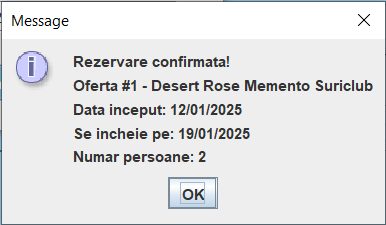 Message
Rezervare confirmata!
Oferta #1 - Desert Rose Memento Suriclub
Data inceput: 12/01/2025
Se incheie pe: 19/01/2025
Numar persoane: 2
OK